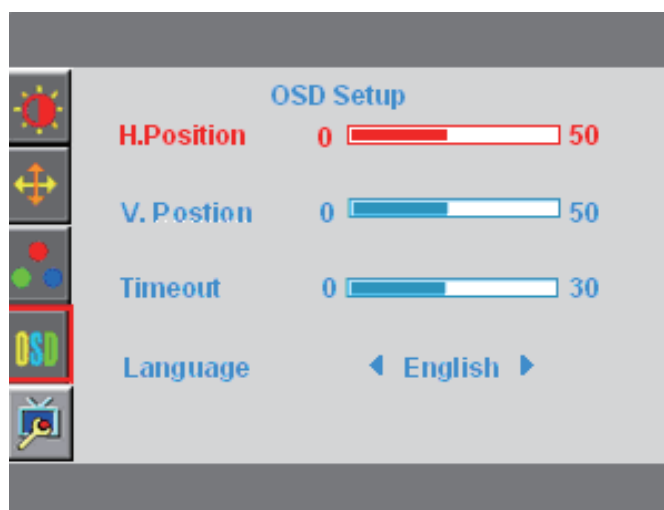 OSD Setup
H.Position 0 50
V. Postion 0 50
Timeout 0 30
OSD
Language English